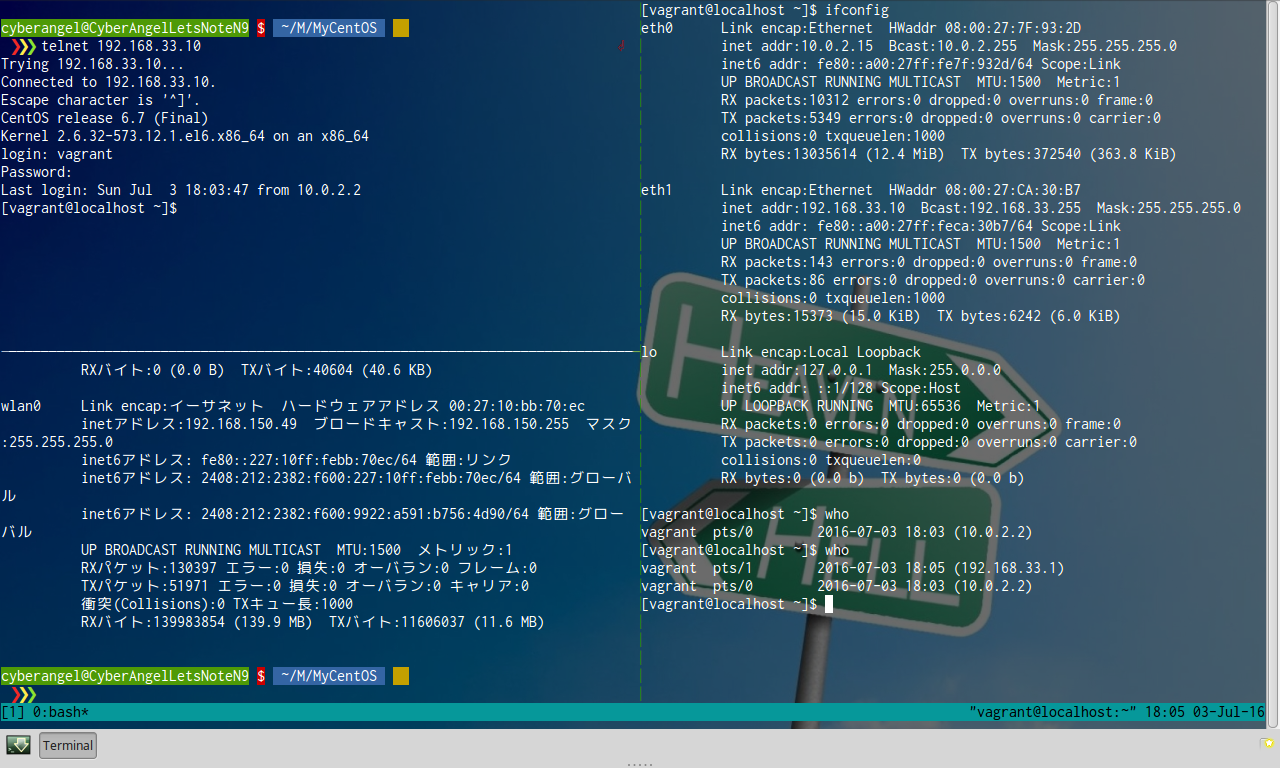 cyberangel@CyberAngelLetsNoteN9 $ ~/M/MyCentOS
❯❯❯ telnet 192.168.33.10
Trying 192.168.33.10...
Connected to 192.168.33.10.
Escape character is '^]'.
CentOS release 6.7 (Final)
Kernel 2.6.32-573.12.1.el6.x86_64 on an x86_64
login: vagrant
Password:
Last login: Sun Jul  3 18:03:47 from 10.0.2.2
[vagrant@localhost ~]$
RXバイト:0 (0.0 B)  TXバイト:40604 (40.6 KB)
wlan0     Link encap:イーサネット  ハードウェアアドレス 00:27:10:bb:70:ec
inetアドレス:192.168.150.49  ブロードキャスト:192.168.150.255  マスク
:255.255.255.0
inet6アドレス: fe80::227:10ff:febb:70ec/64 範囲:リンク
inet6アドレス: 2408:212:2382:f600:227:10ff:febb:70ec/64 範囲:グローバ
ル
inet6アドレス: 2408:212:2382:f600:9922:a591:b756:4d90/64 範囲:グロー
バル
UP BROADCAST RUNNING MULTICAST  MTU:1500  メトリック:1
RXパケット:130397 エラー:0 損失:0 オーバラン:0 フレーム:0
TXパケット:51971 エラー:0 損失:0 オーバラン:0 キャリア:0
衝突(Collisions):0 TXキュー長:1000
RXバイト:139983854 (139.9 MB)  TXバイト:11606037 (11.6 MB)
cyberangel@CyberAngelLetsNoteN9 $ ~/M/MyCentOS
❯❯❯
[vagrant@localhost ~]$ ifconfig
eth0      Link encap:Ethernet  HWaddr 08:00:27:7F:93:2D
inet addr:10.0.2.15  Bcast:10.0.2.255  Mask:255.255.255.0
inet6 addr: fe80::a00:27ff:fe7f:932d/64 Scope:Link
UP BROADCAST RUNNING MULTICAST  MTU:1500  Metric:1
RX packets:10312 errors:0 dropped:0 overruns:0 frame:0
TX packets:5349 errors:0 dropped:0 overruns:0 carrier:0
collisions:0 txqueuelen:1000
RX bytes:13035614 (12.4 MiB)  TX bytes:372540 (363.8 KiB)
eth1      Link encap:Ethernet  HWaddr 08:00:27:CA:30:B7
inet addr:192.168.33.10  Bcast:192.168.33.255  Mask:255.255.255.0
inet6 addr: fe80::a00:27ff:feca:30b7/64 Scope:Link
UP BROADCAST RUNNING MULTICAST  MTU:1500  Metric:1
RX packets:143 errors:0 dropped:0 overruns:0 frame:0
TX packets:86 errors:0 dropped:0 overruns:0 carrier:0
collisions:0 txqueuelen:1000
RX bytes:15373 (15.0 KiB)  TX bytes:6242 (6.0 KiB)
lo        Link encap:Local Loopback
inet addr:127.0.0.1  Mask:255.0.0.0
inet6 addr: ::1/128 Scope:Host
UP LOOPBACK RUNNING  MTU:65536  Metric:1
RX packets:0 errors:0 dropped:0 overruns:0 frame:0
TX packets:0 errors:0 dropped:0 overruns:0 carrier:0
collisions:0 txqueuelen:0
RX bytes:0 (0.0 b)  TX bytes:0 (0.0 b)
[vagrant@localhost ~]$ who
vagrant  pts/0        2016-07-03 18:03 (10.0.2.2)
[vagrant@localhost ~]$ who
vagrant  pts/1        2016-07-03 18:05 (192.168.33.1)
vagrant  pts/0        2016-07-03 18:03 (10.0.2.2)
[vagrant@localhost ~]$
HEAVEN
HELL
[1] 0:bash*
"vagrant@localhost:~" 18:05 03-Jul-16
Terminal